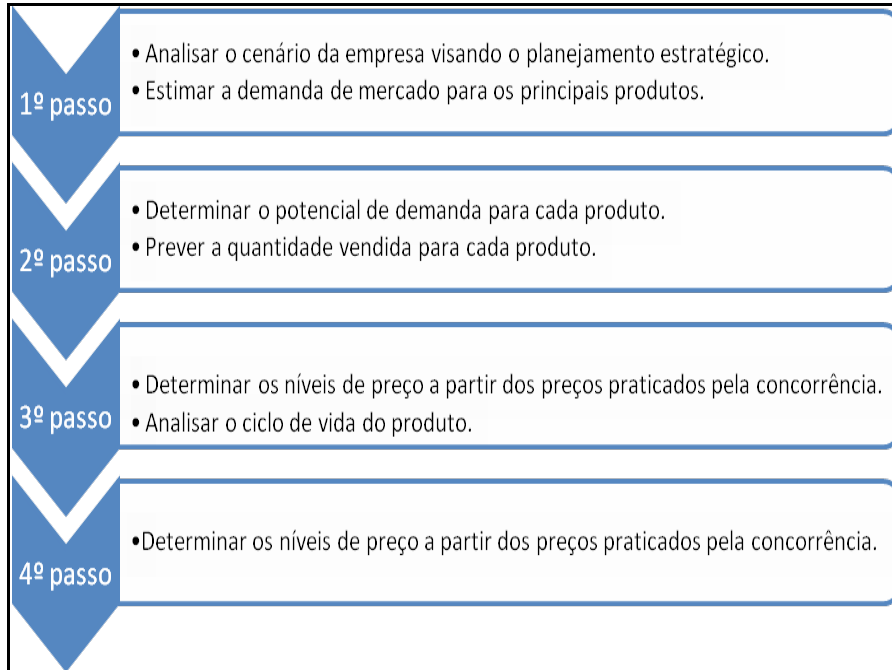 1º passo
• Analisar o cenário da empresa visando o planejamento estratégico.
• Estimar a demanda de mercado para os principais produtos.
2º passo
• Determinar o potencial de demanda para cada produto.
• Prever a quantidade vendida para cada produto.
3º passo
• Determinar os níveis de preço a partir dos preços praticados pela concorrência.
• Analisar o ciclo de vida do produto.
4º passo
•Determinar os níveis de preço a partir dos preços praticados pela concorrência.